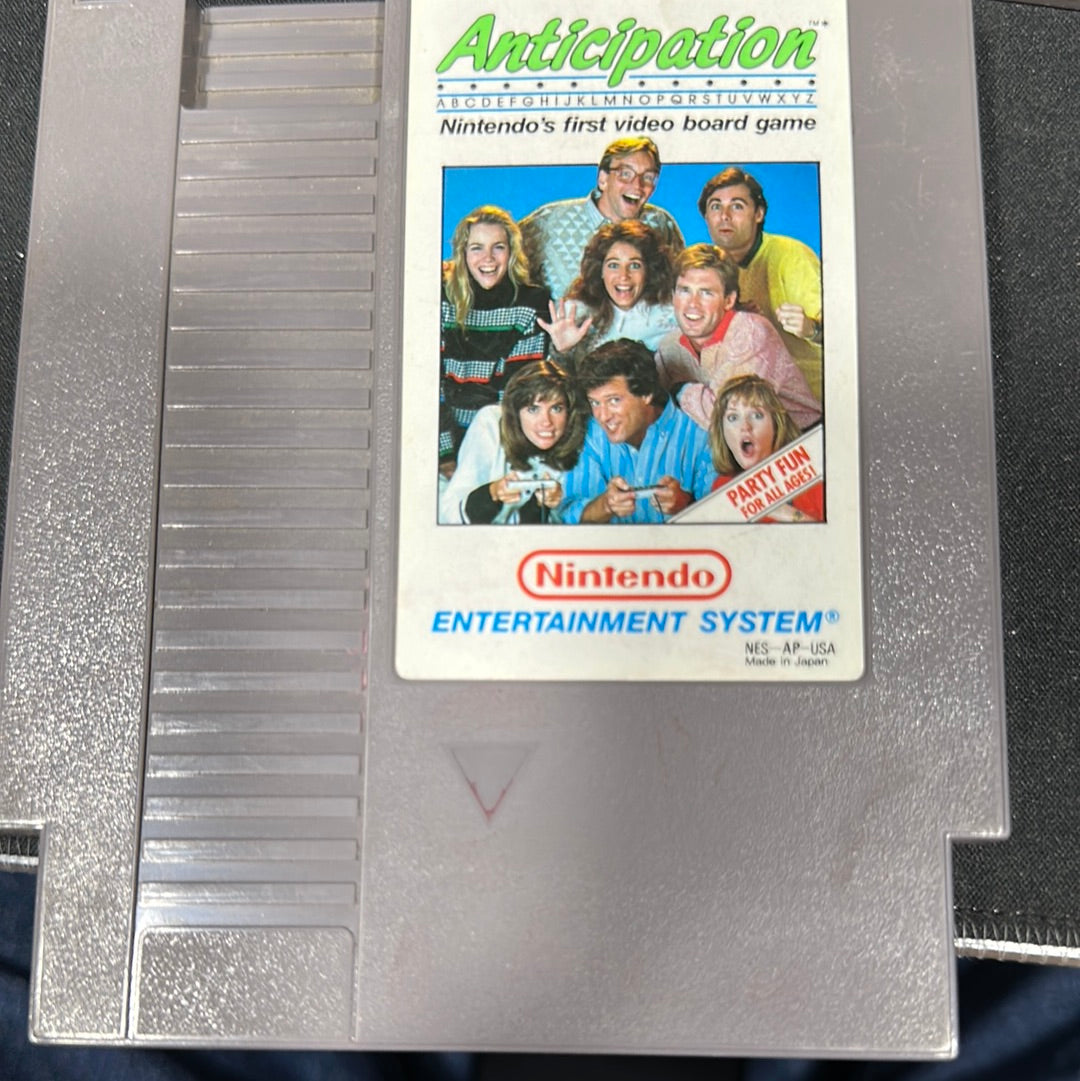 Anticipation™
ABCDEFGHIJKLMNOPQRSTUVWXYZ
Nintendo's first video board game
PARTY FUN
FOR ALL AGES!
Nintendo
ENTERTAINMENT SYSTEM®
NES-AP-USA
Made in Japan